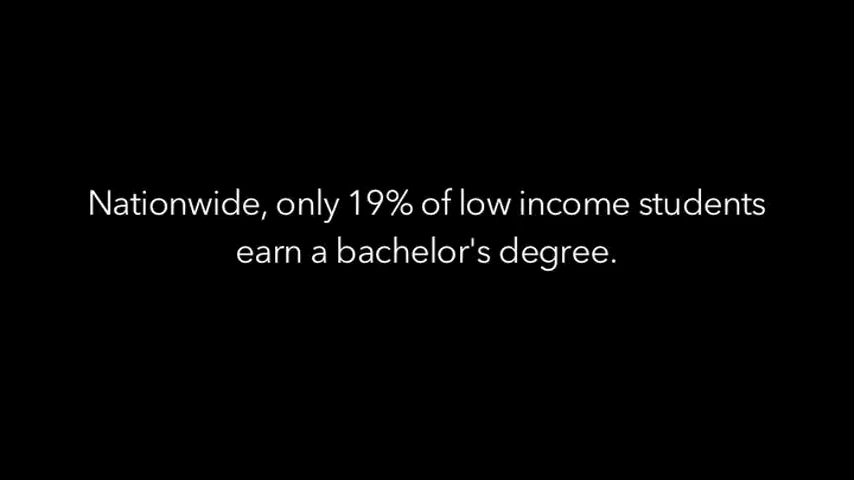 Nationwide, only 19% of low income students
earn a bachelor's degree.